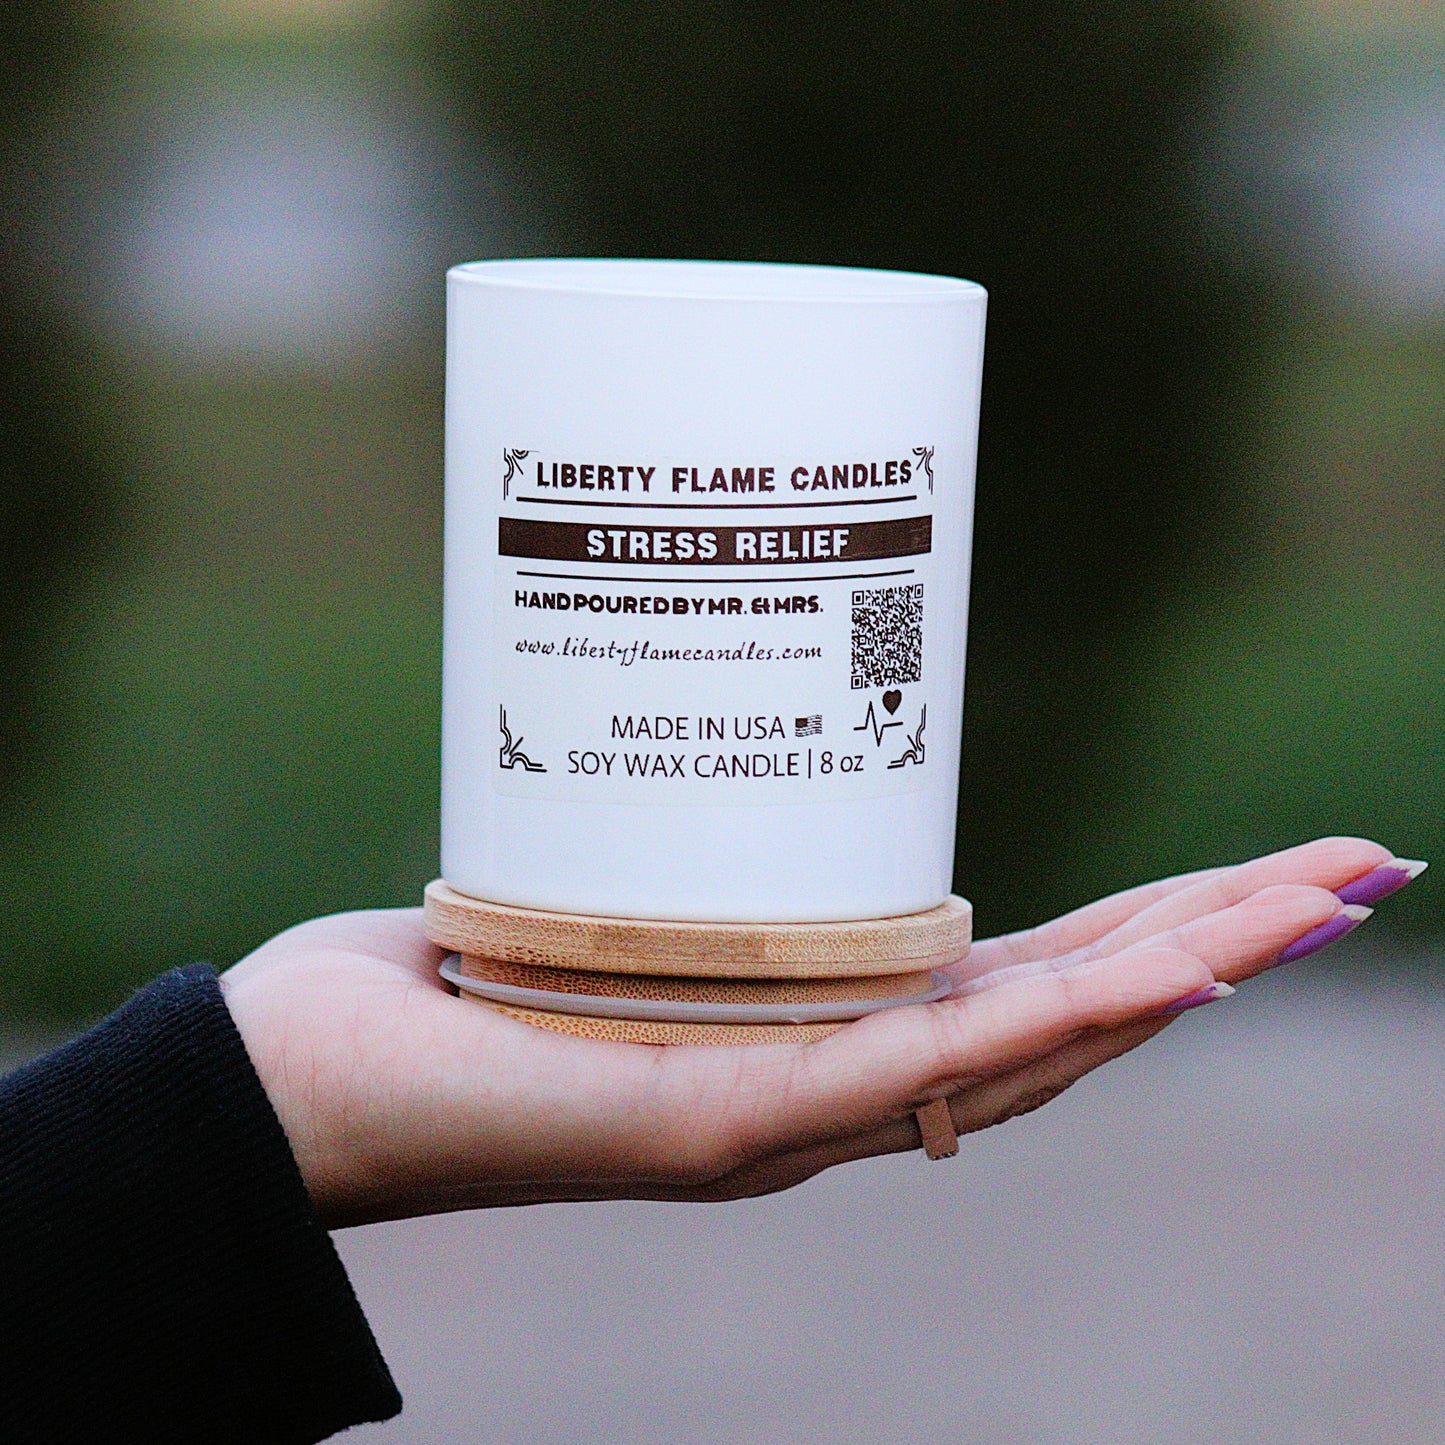 LIBERTY FLAME CANDLES
STRESS RELIEF
HANDPOURED BY MR. & MRS.
www.libertyflamecandles.com
MADE IN USA
SOY WAX CANDLE | 8 oz